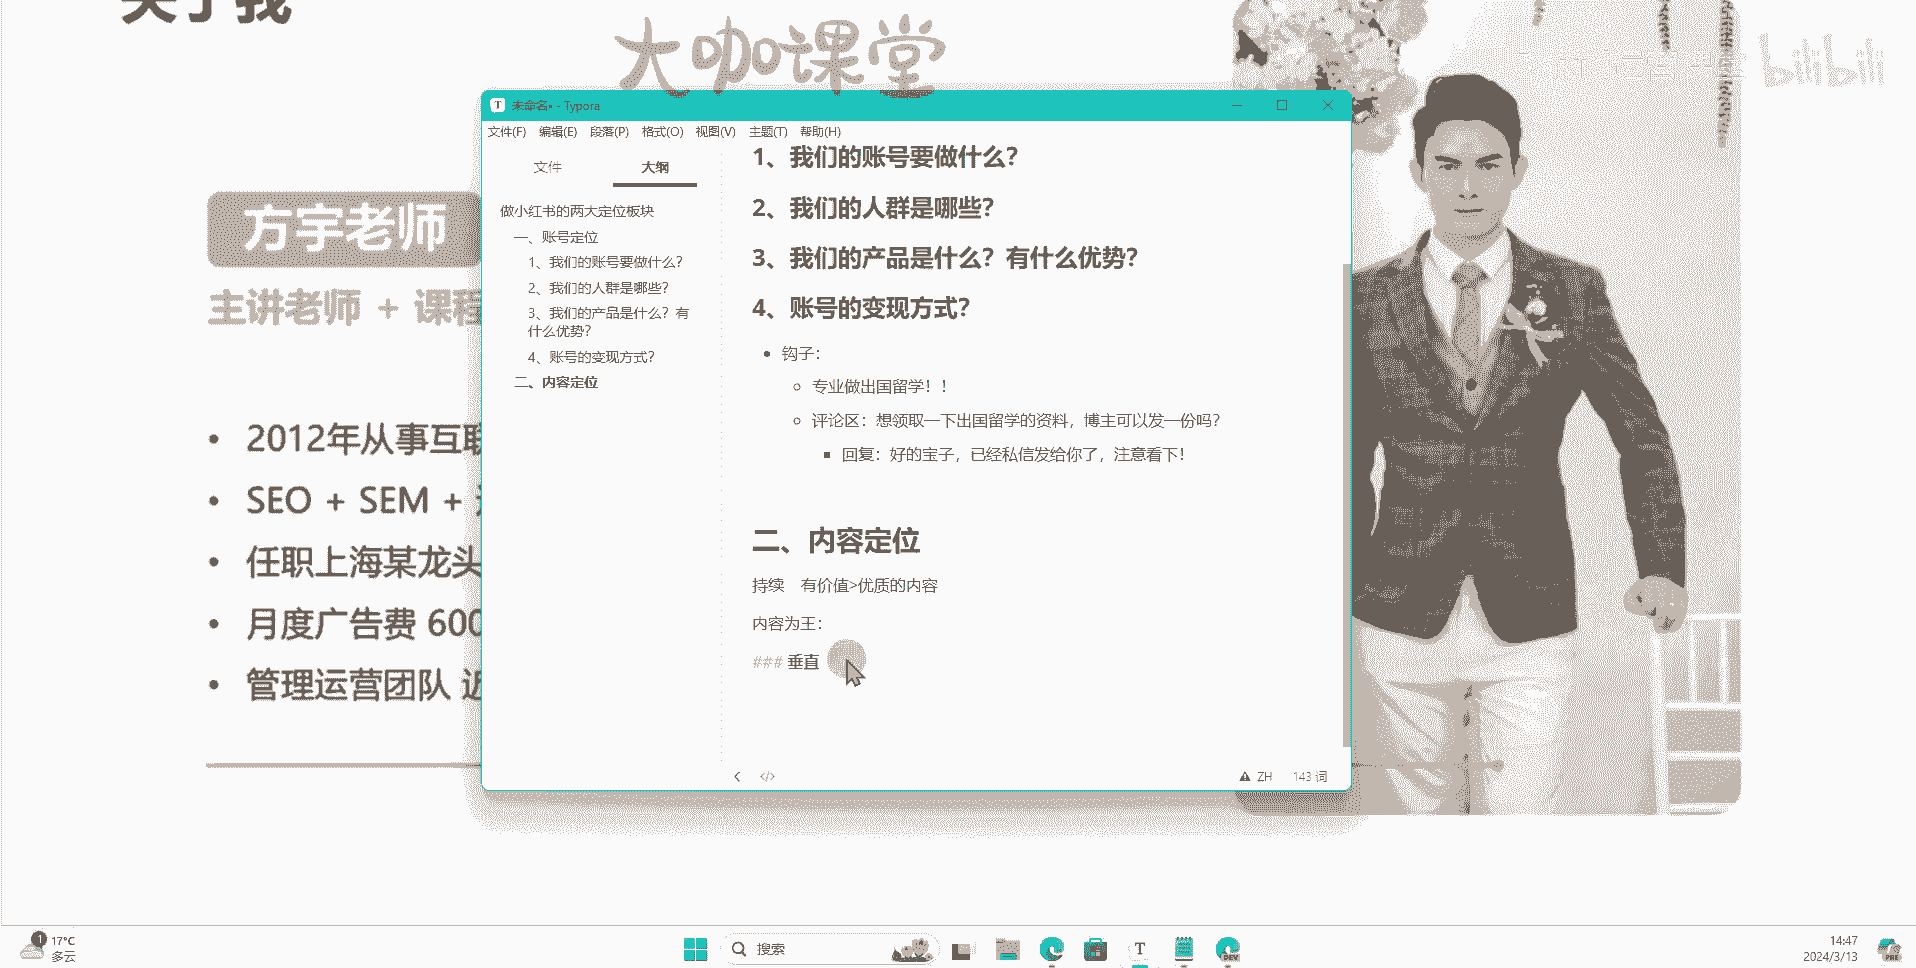 关于我
大咖课堂
bilibili
方宇老师
主讲老师 + 课程
2012年从事互联
SEO + SEM +
任职上海某龙头
月度广告费 600
管理运营团队 近
未命名• - Typora
文件(F) 编辑(E) 段落(P) 格式(O) 视图(V) 主题(T) 帮助(H)
文件 大纲
做小红书的两大定位板块
一、账号定位
1、我们的账号要做什么？
2、我们的人群是哪些？
3、我们的产品是什么？有
什么优势？
4、账号的变现方式？
二、内容定位
1、我们的账号要做什么？
2、我们的人群是哪些？
3、我们的产品是什么？有什么优势？
4、账号的变现方式？
钩子：
专业做出国留学！！
评论区：想领取一下出国留学的资料，博主可以发一份吗？
回复：好的宝子，已经私信发给你了，注意看下！
二、内容定位
持续 有价值>优质的内容
内容为王：
### 垂直
ZH 143 词
1
17°C
多云
搜索
T
DEV
14:47
2024/3/13
PRE